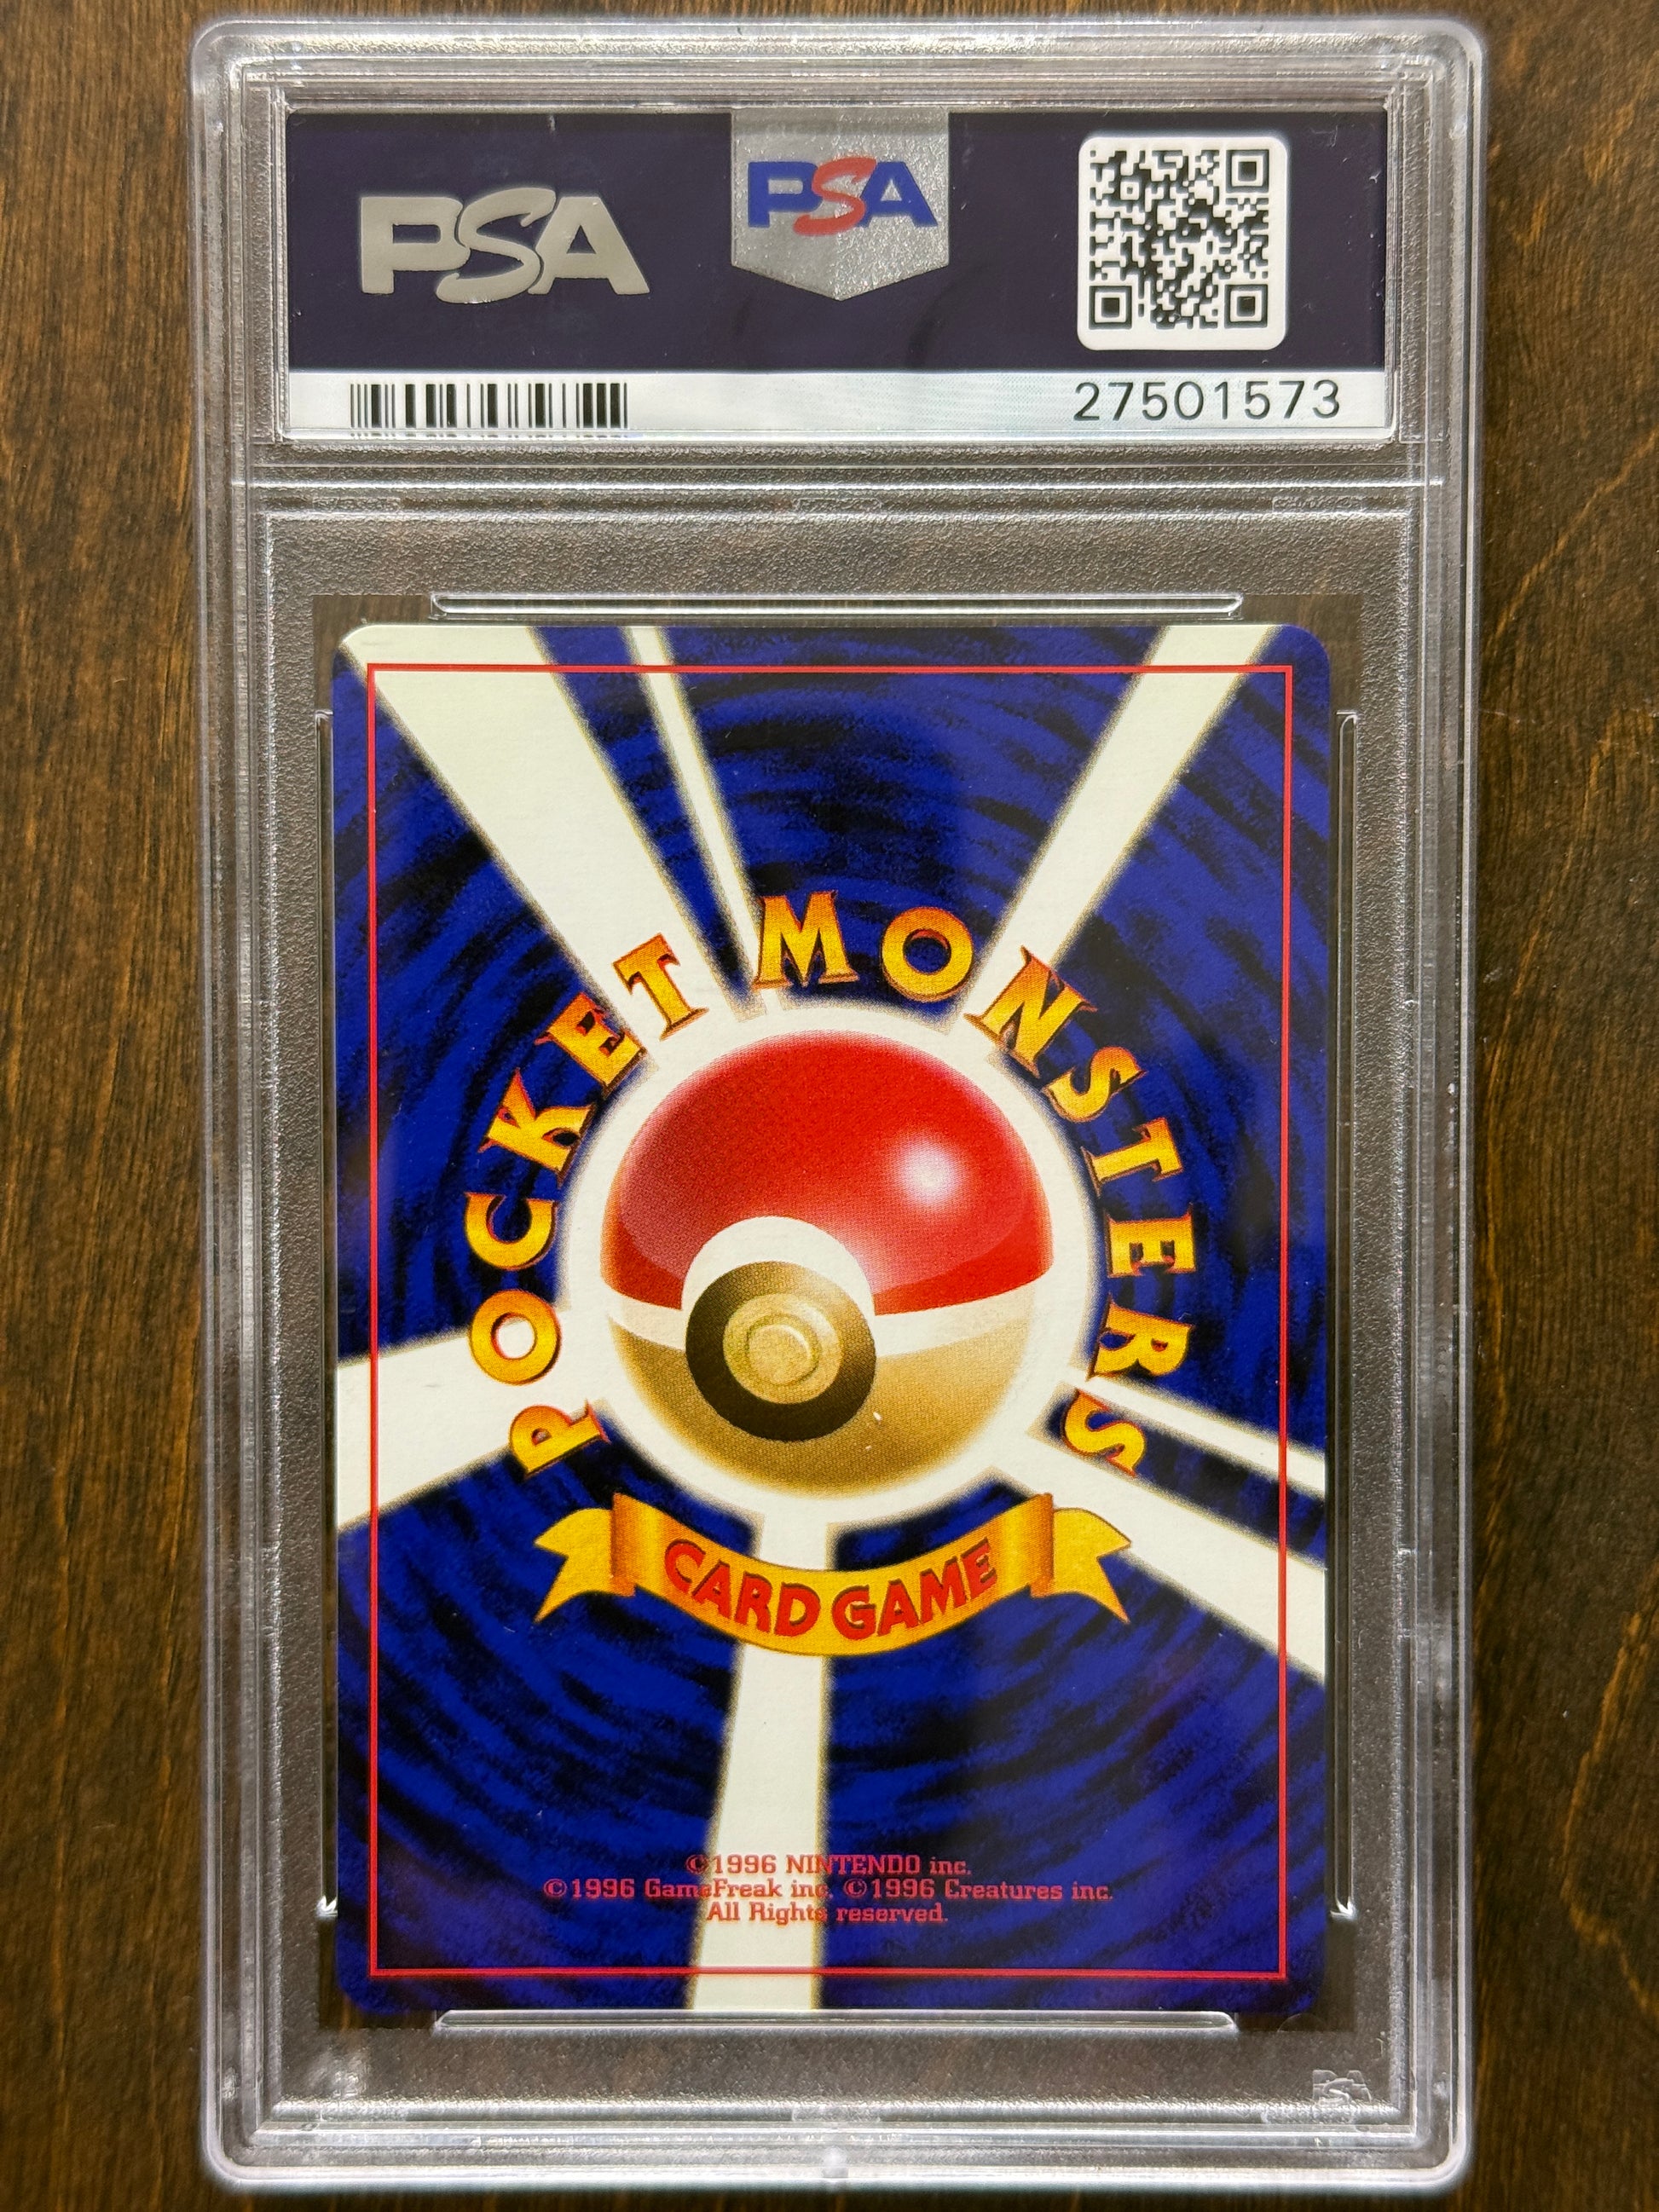 PSA
PSA
27501573
POCKET MONSTERS
CARD GAME
©1996 NINTENDO inc.
©1996 GameFreak inc. ©1996 Creatures inc.
All Rights reserved.
PSA